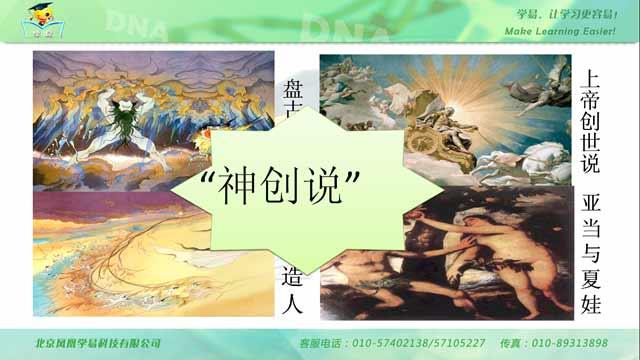 DNA
DNA
学易
学易，让学习更容易！
Make Learning Easier!
盘古
上帝创世说
“神创说”
造人
亚当与夏娃
北京凤凰学易科技有限公司
客服电话：010-57402138/57105227
传真：010-89313898